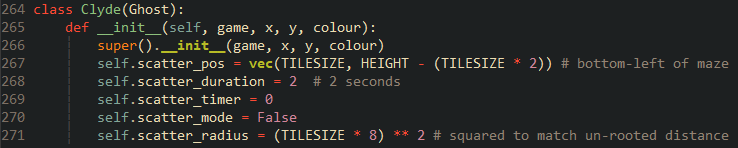 264 class Clyde(Ghost):
265     def __init__(self, game, x, y, colour):
266         super().__init__(game, x, y, colour)
267         self.scatter_pos = vec(TILESIZE, HEIGHT - (TILESIZE * 2)) # bottom-left of maze
268         self.scatter_duration = 2  # 2 seconds
269         self.scatter_timer = 0
270         self.scatter_mode = False
271         self.scatter_radius = (TILESIZE * 8) ** 2 # squared to match un-rooted distance